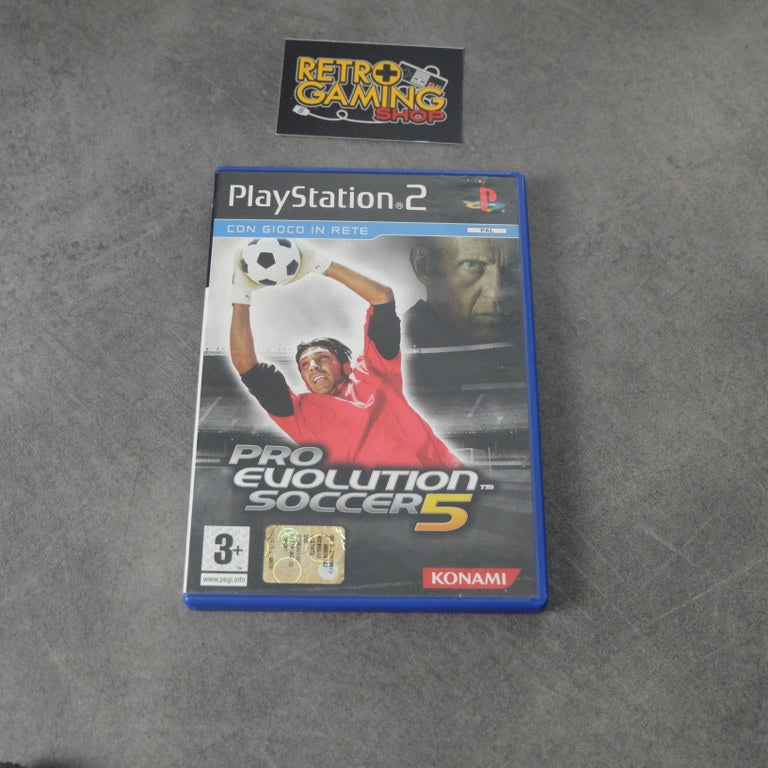 RETRO
GAMING
SHOP
PlayStation®2
CON GIOCO IN RETE
PAL
PRO
EVOLUTION
SOCCER 5
TM
3+
www.pegi.info
KONAMI